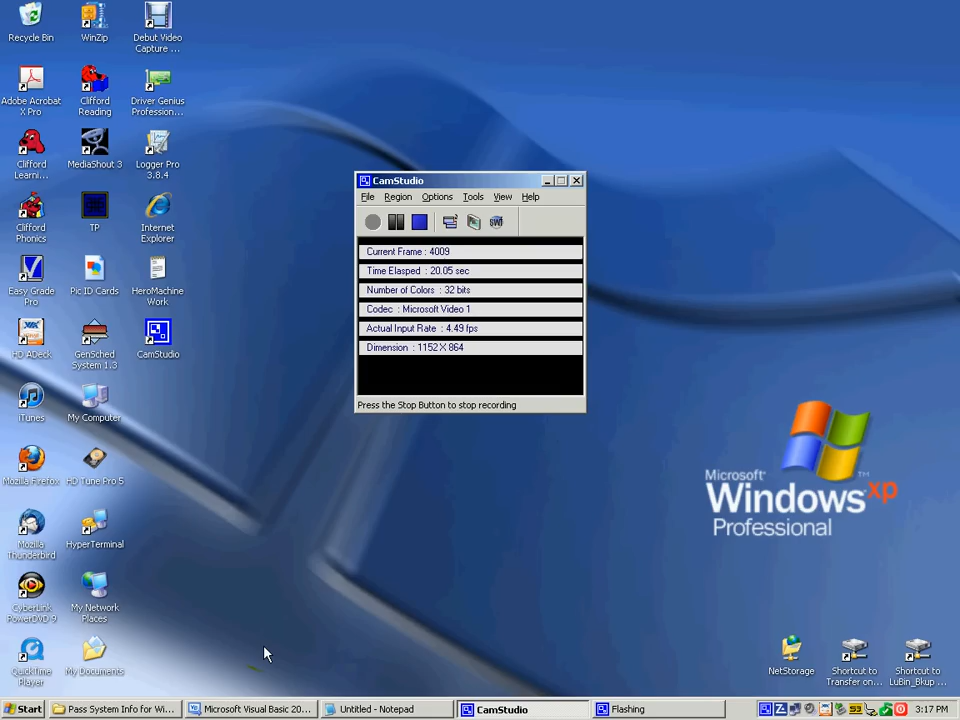 Recycle Bin
WinZip
Debut Video
Capture ...
Adobe Acrobat
X Pro
Clifford
Reading
Driver Genius
Profession...
Clifford
Learni...
MediaShout 3
Logger Pro
3.8.4
Clifford
Phonics
TP
Internet
Explorer
Easy Grade
Pro
Pic ID Cards
HeroMachine
Work
HD ADeck
GenSched
System 1.3
CamStudio
iTunes
My Computer
Mozilla Firefox
HD Tune Pro 5
Mozilla
Thunderbird
HyperTerminal
CyberLink
PowerDVD 9
My Network
Places
QuickTime
Player
My Documents
CamStudio
File Region Options Tools View Help
Current Frame : 4009
Time Elasped : 20.05 sec
Number of Colors : 32 bits
Codec : Microsoft Video 1
Actual Input Rate : 4.49 fps
Dimension : 1152 X 864
Press the Stop Button to stop recording
Microsoft
Windows xp
Professional
NetStorage
Shortcut to
Transfer on...
Shortcut to
LuBin_Bkup ...
Start
Pass System Info for Wi...
Microsoft Visual Basic 20...
Untitled - Notepad
CamStudio
Flashing
3:17 PM